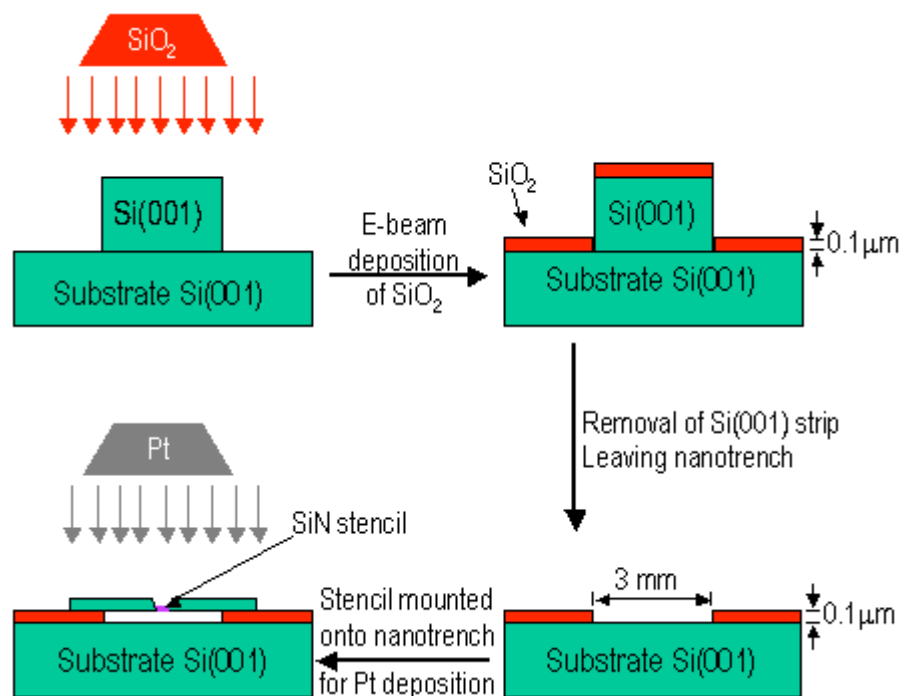 SiO₂
Si(001)
Substrate Si(001)
E-beam
deposition
of SiO₂
SiO₂
Si(001)
0.1μm
Substrate Si(001)
Removal of Si(001) strip
Leaving nanotrench
Pt
SiN stencil
Substrate Si(001)
Stencil mounted
onto nanotrench
for Pt deposition
3 mm
0.1μm
Substrate Si(001)